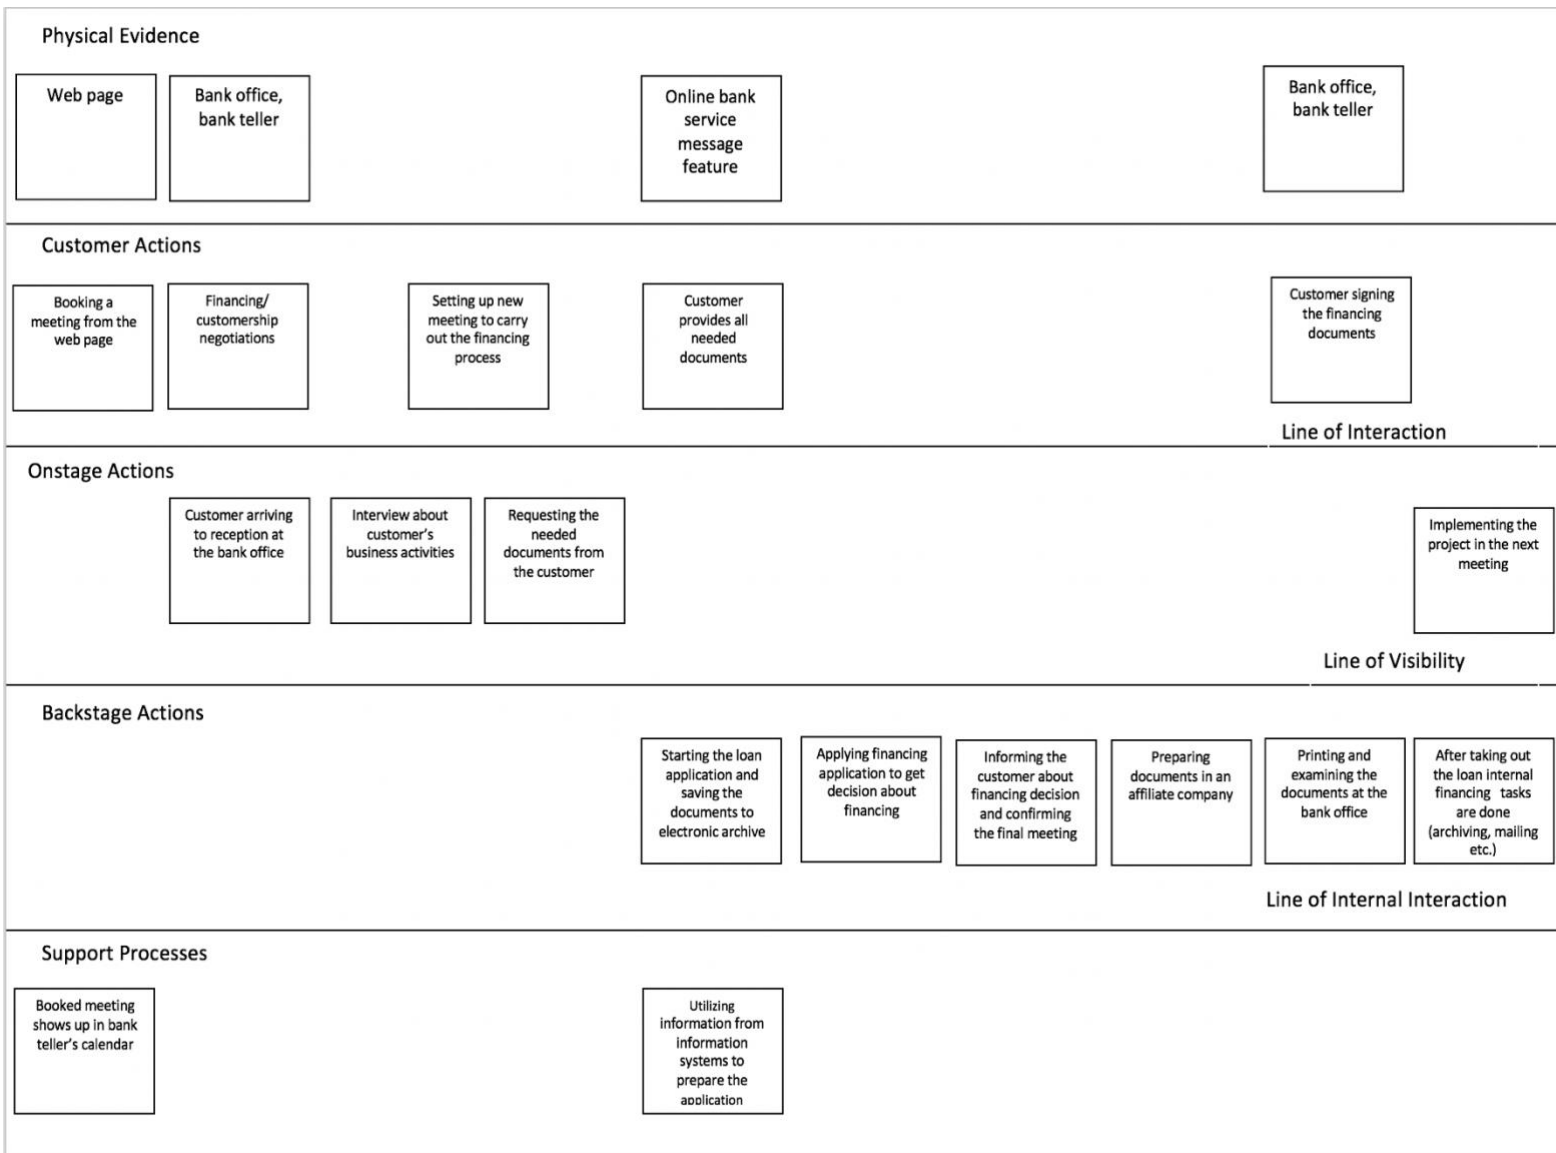 Physical Evidence
Web page
Bank office,
bank teller
Online bank
service
message
feature
Bank office,
bank teller
Customer Actions
Booking a
meeting from the
web page
Financing/
customership
negotiations
Setting up new
meeting to carry
out the financing
process
Customer
provides all
needed
documents
Customer signing
the financing
documents
Line of Interaction
Onstage Actions
Customer arriving
to reception at
the bank office
Interview about
customer's
business activities
Requesting the
needed
documents from
the customer
Implementing the
project in the next
meeting
Line of Visibility
Backstage Actions
Starting the loan
application and
saving the
documents to
electronic archive
Applying financing
application to get
decision about
financing
Informing the
customer about
financing decision
and confirming
the final meeting
Preparing
documents in an
affiliate company
Printing and
examining the
documents at the
bank office
After taking out
the loan internal
financing tasks
are done
(archiving, mailing
etc.)
Line of Internal Interaction
Support Processes
Booked meeting
shows up in bank
teller's calendar
Utilizing
information from
information
systems to
prepare the
application